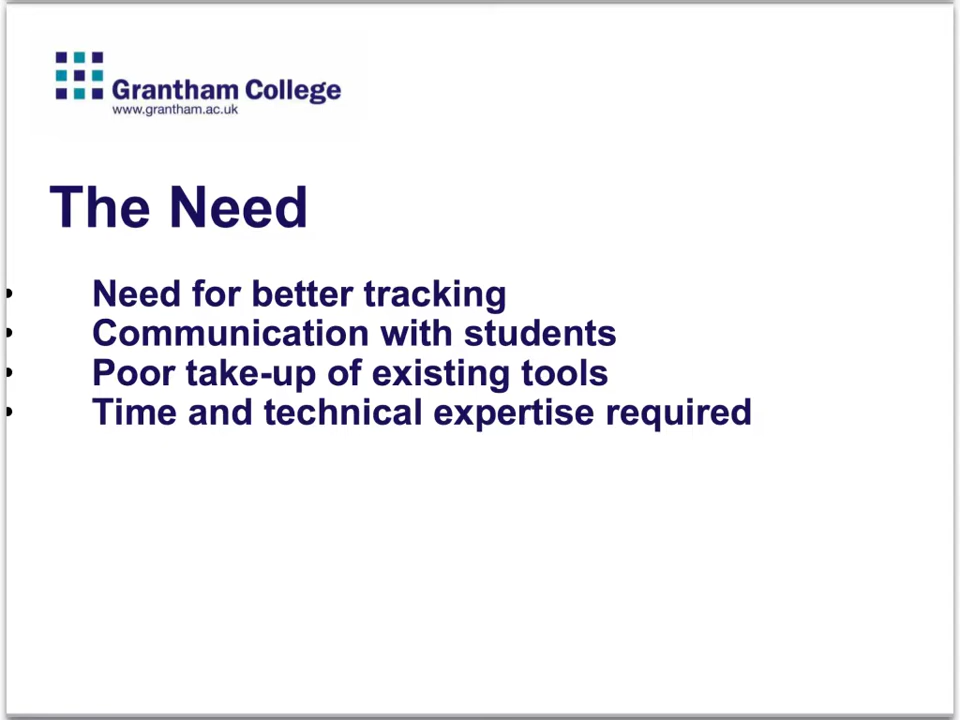 Grantham College
www.grantham.ac.uk
The Need
• Need for better tracking
• Communication with students
• Poor take-up of existing tools
• Time and technical expertise required